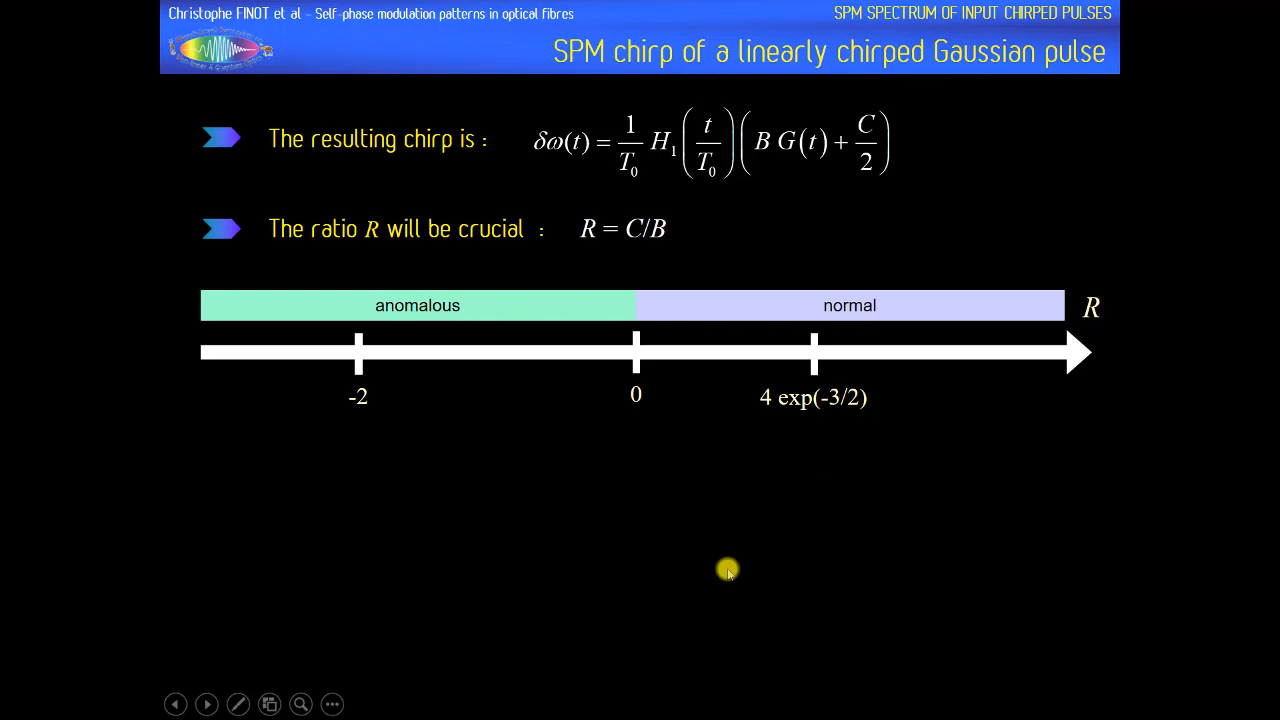 Christophe FINOT et al - Self-phase modulation patterns in optical fibres
SPM SPECTRUM OF INPUT CHIRPED PULSES
SPM chirp of a linearly chirped Gaussian pulse
The resulting chirp is : δω(t) = 1/T₀ H₁(t/T₀)(B G(t) + C/2)
The ratio R will be crucial : R = C/B
anomalous normal R
-2 0 4 exp(-3/2)